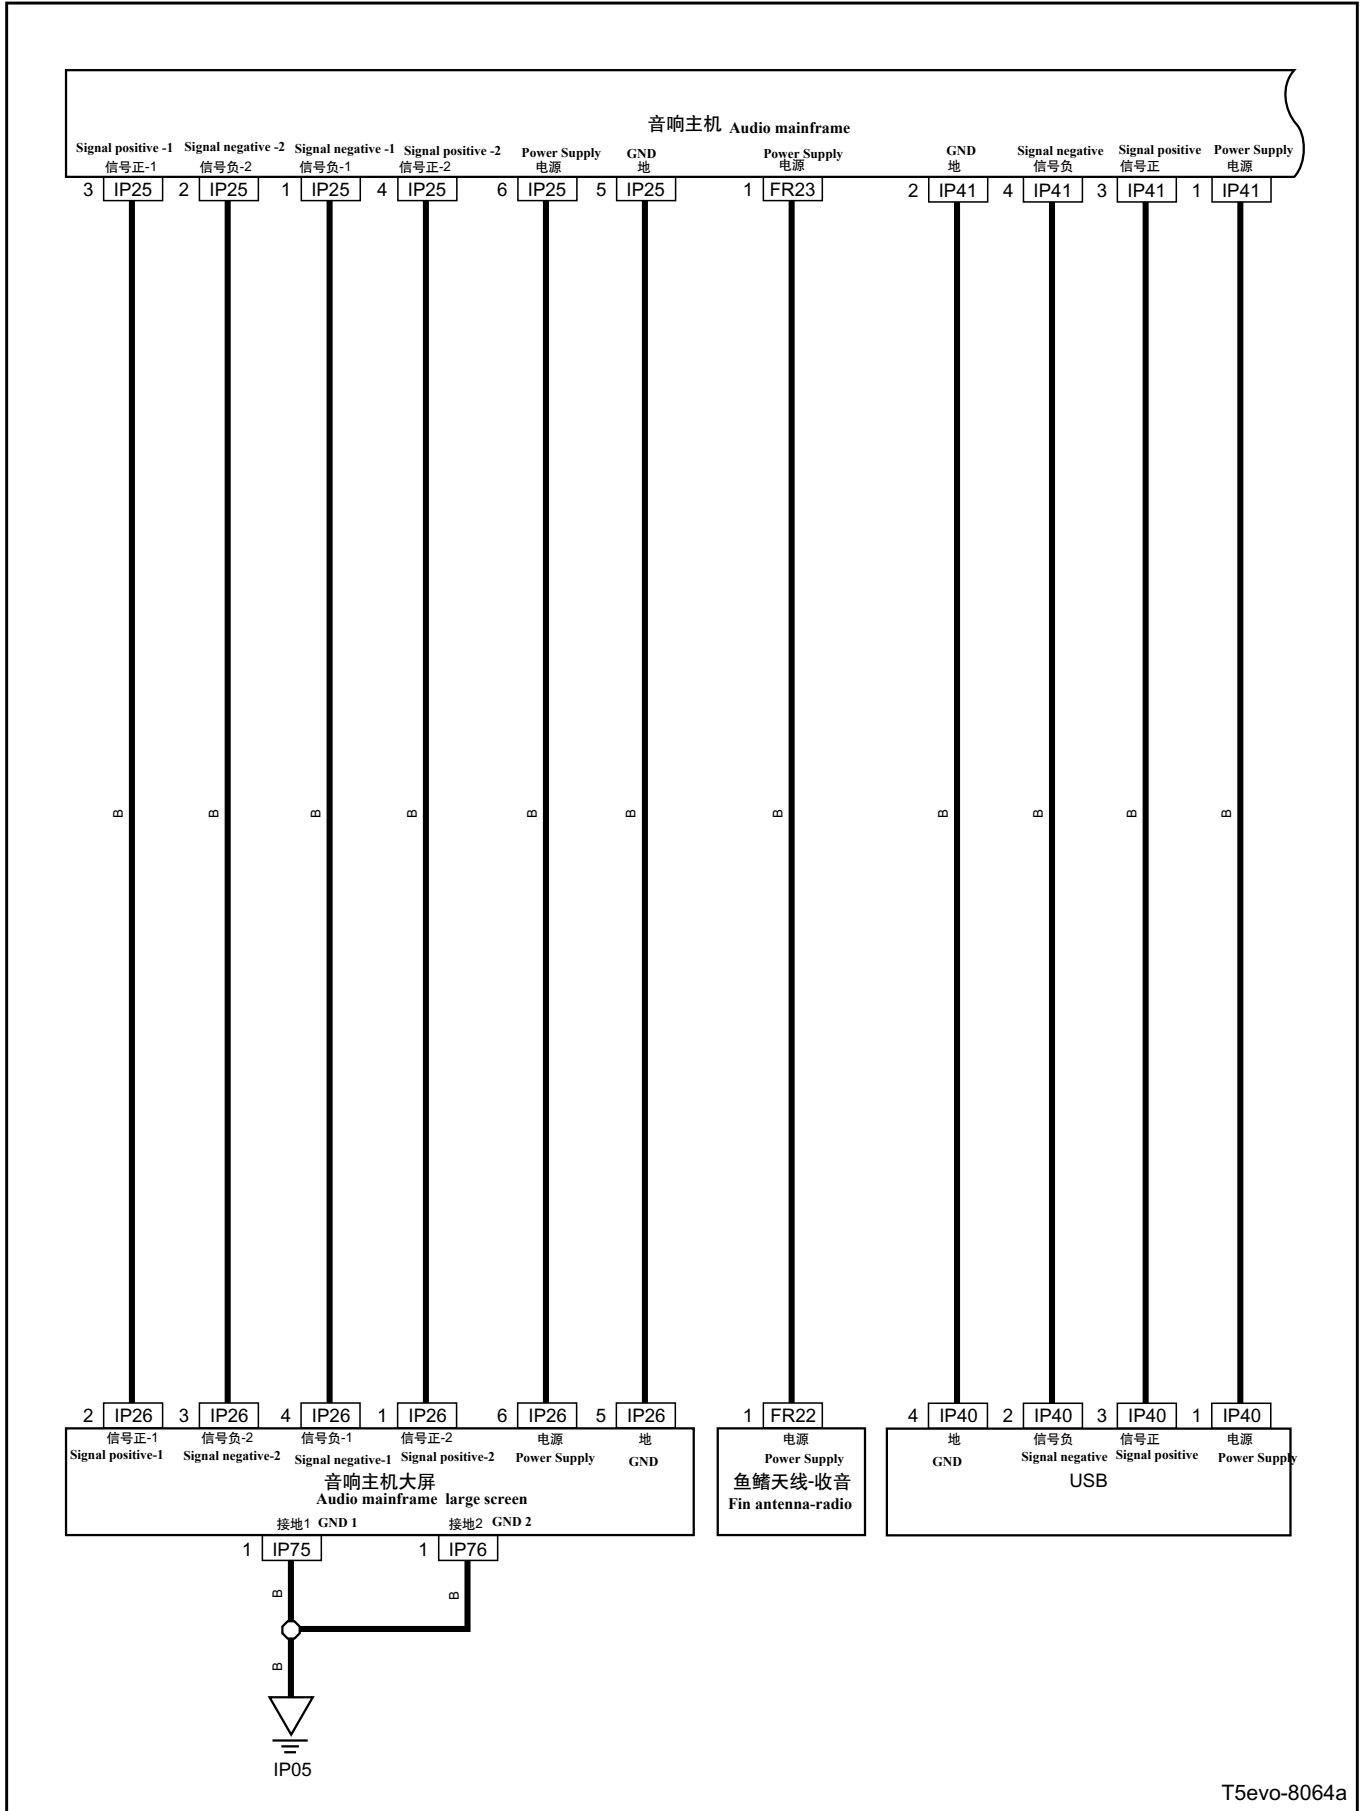 音响主机 Audio mainframe
Signal positive -1 Signal negative -2 Signal negative -1 Signal positive -2 Power Supply GND Power Supply GND Signal negative Signal positive Power Supply
信号正-1 信号负-2 信号负-1 信号正-2 电源 地 电源 地 信号负 信号正 电源
3 IP25 2 IP25 1 IP25 4 IP25 6 IP25 5 IP25 1 FR23 2 IP41 4 IP41 3 IP41 1 IP41
B B B B B B B B B B B
2 IP26 3 IP26 4 IP26 1 IP26 6 IP26 5 IP26 1 FR22 4 IP40 2 IP40 3 IP40 1 IP40
信号正-1 信号负-2 信号负-1 信号正-2 电源 地 电源 地 信号负 信号正 电源
Signal positive-1 Signal negative-2 Signal negative-1 Signal positive-2 Power Supply GND Power Supply GND Signal negative Signal positive Power Supply
音响主机大屏 鱼鳍天线-收音 USB
Audio mainframe large screen Fin antenna-radio
接地1 GND 1 接地2 GND 2
1 IP75 1 IP76
B B
B
IP05
T5evo-8064a